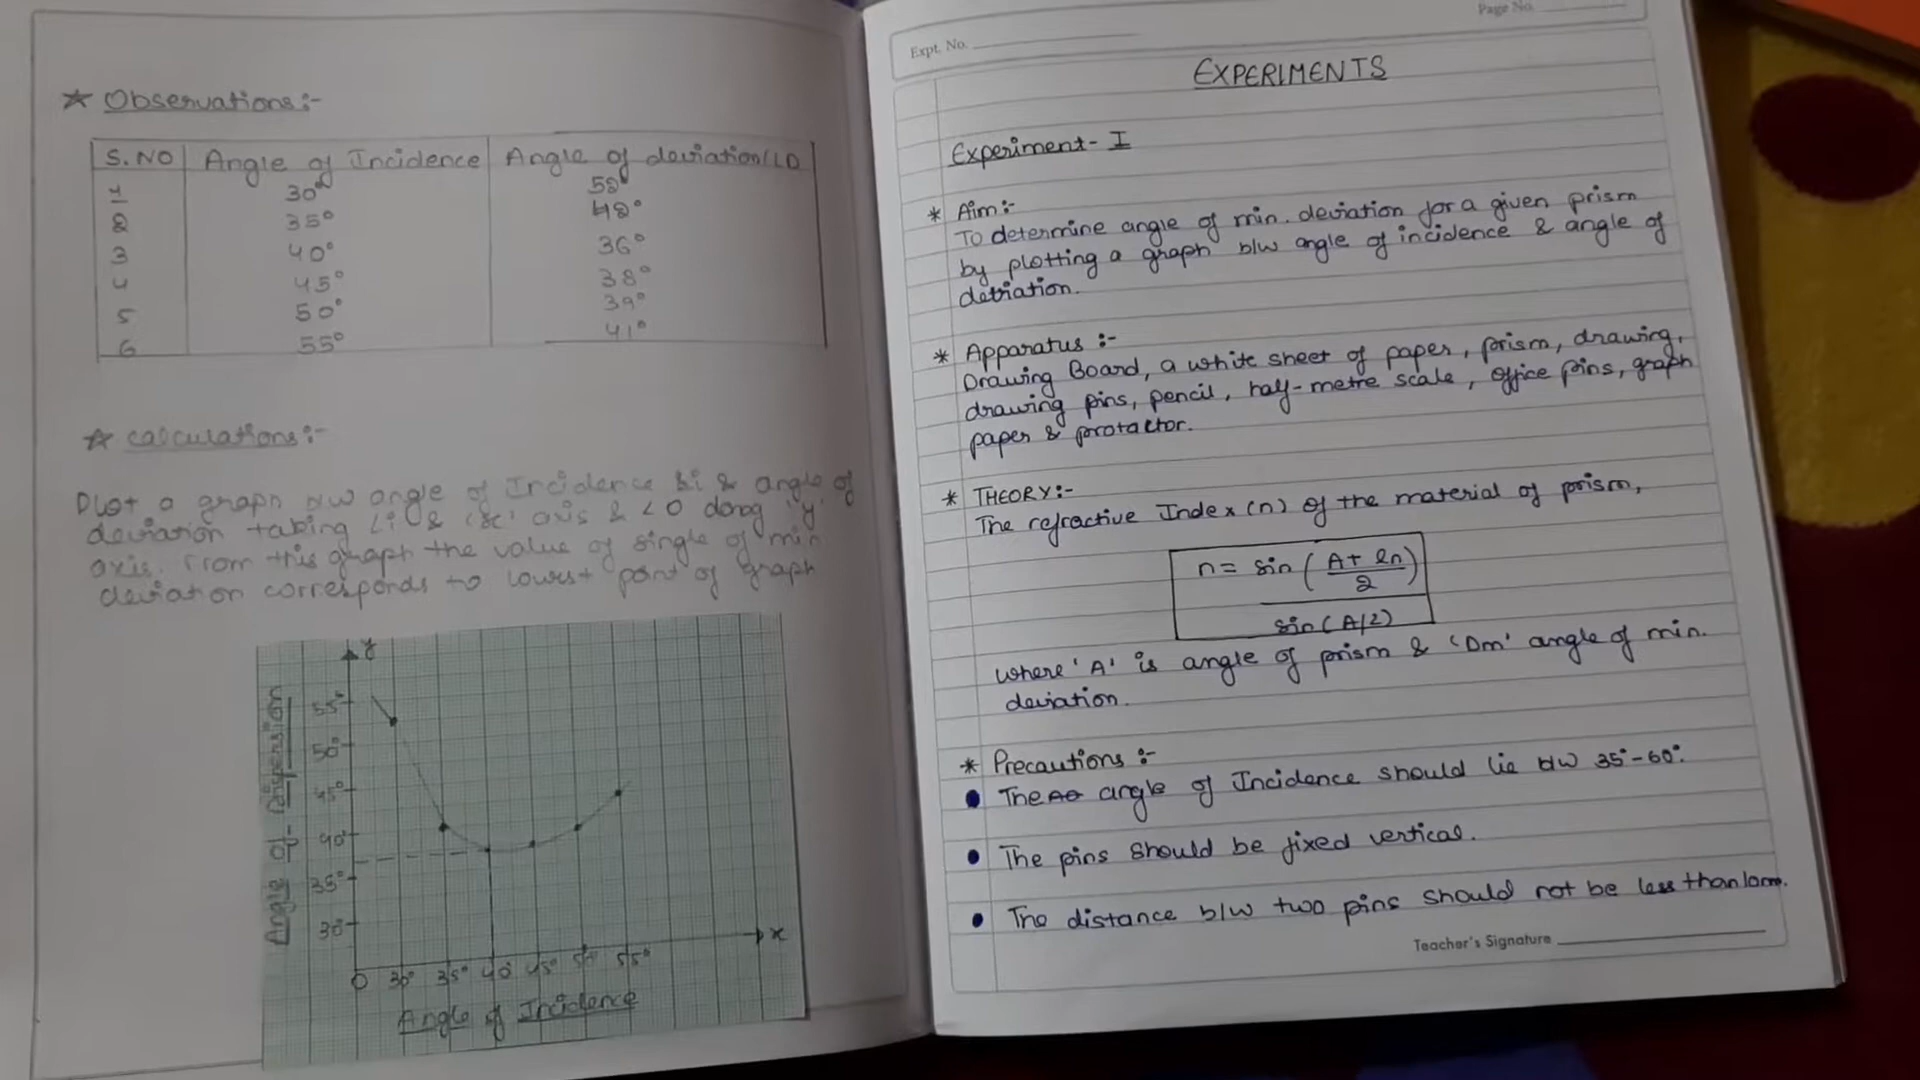 ★ Observations:-
S.NO Angle of Incidence Angle of deviation/LD
1 30° 58°
2 35° 48°
3 40° 36°
4 45° 38°
5 50° 39°
6 55° 41°
★ Calculations:-
Plot a graph b/w angle of Incidence & angle of
deviation taking Li & 'x' axis & <D along 'y'
axis. From this graph the value of single of min
deviation corresponds to lowest point of graph
y
55°
50°
45°
40°
35°
30°
Angle of Dispersion
x
0 30° 35° 40° 45° 50° 55°
Angle of Incidence
Page No.
Expt. No.
EXPERIMENTS
Experiment- I
* Aim:-
To determine angle of min. deviation for a given prism
by plotting a graph b/w angle of incidence & angle of
detriation.
* Apparatus :-
Drawing Board, a white sheet of paper, prism, drawing,
drawing pins, pencil, half-metre scale, office pins, graph
paper & protactor.
* THEORY:-
The refractive Index (n) of the material of prism,
n= sin (A+ /2)
sin (A/2)
where 'A' is angle of prism & 'Dm' angle of min.
deviation.
* Precautions :-
• The angle of Incidence should lie b/w 35°-60°.
• The pins should be fixed vertical.
• The distance b/w two pins should not be less than
Teacher's Signature